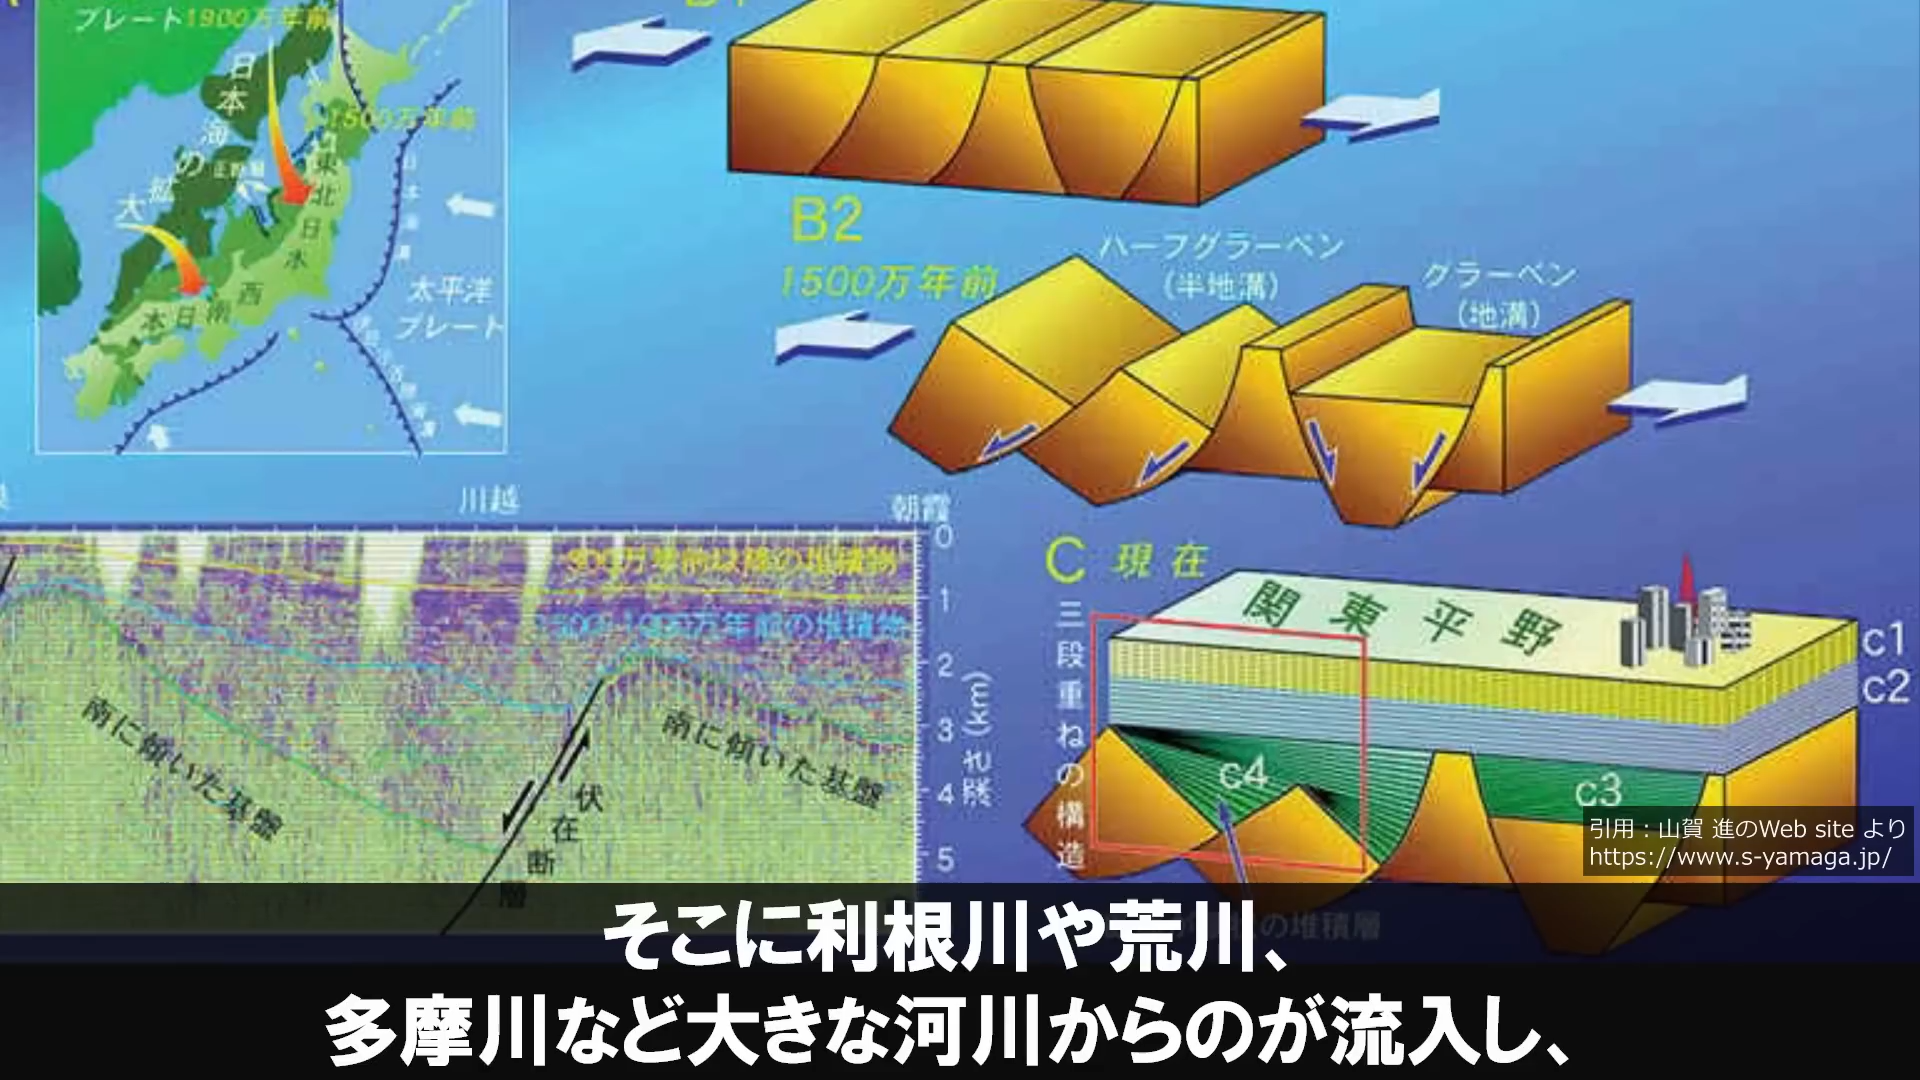 プレート1900万年前
日本海の拡大
1500万年前
東北日本
西南日本
太平洋
プレート
B2
1500万年前
ハーフグラーベン
（半地溝）
グラーベン
（地溝）
川越
朝霞
0
1
2
3
4
5
深さ(km)
南に傾いた基盤
南に傾いた基盤
伏在断層
C 現在
三段重ねの構造
関東平野
c1
c2
c4
c3
の堆積層
引用：山賀 進のWeb site より
https://www.s-yamaga.jp/
そこに利根川や荒川、
多摩川など大きな河川からのが流入し、